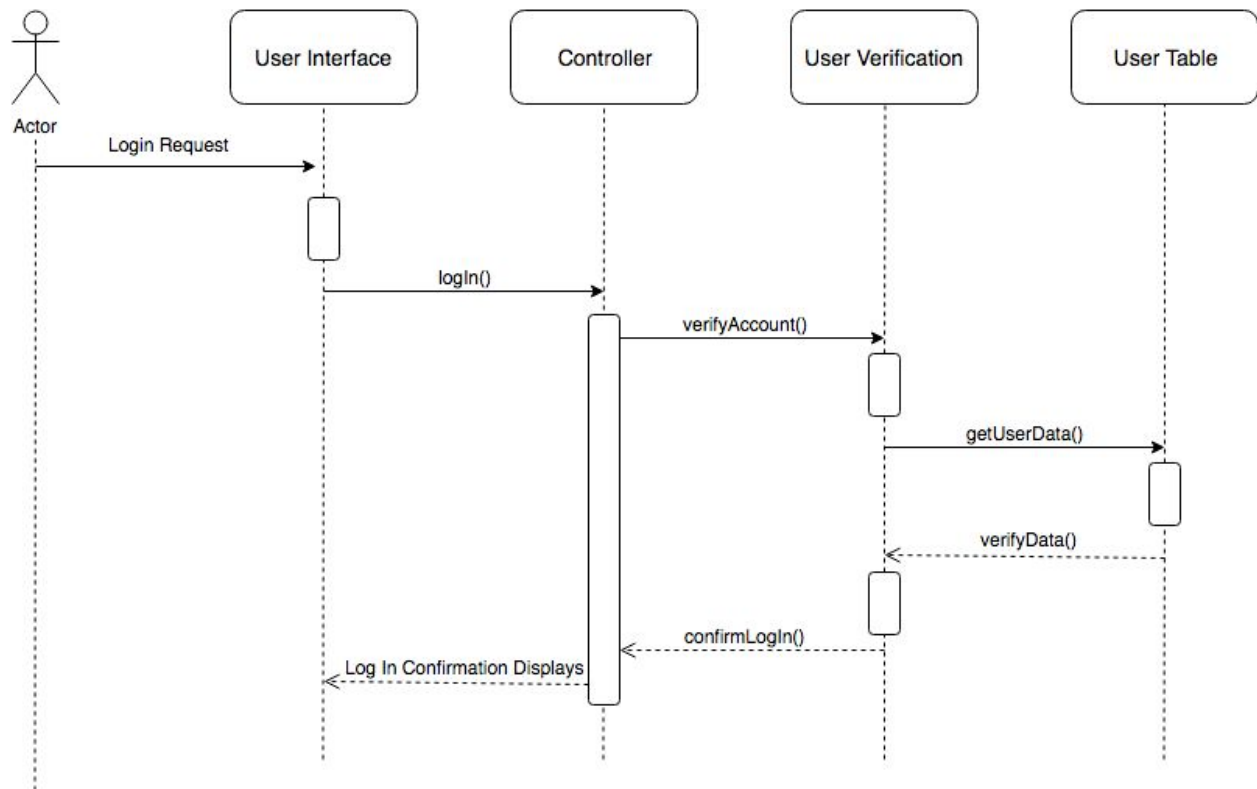 User Interface
Controller
User Verification
User Table
Actor
Login Request
logIn()
verifyAccount()
getUserData()
verifyData()
confirmLogIn()
Log In Confirmation Displays